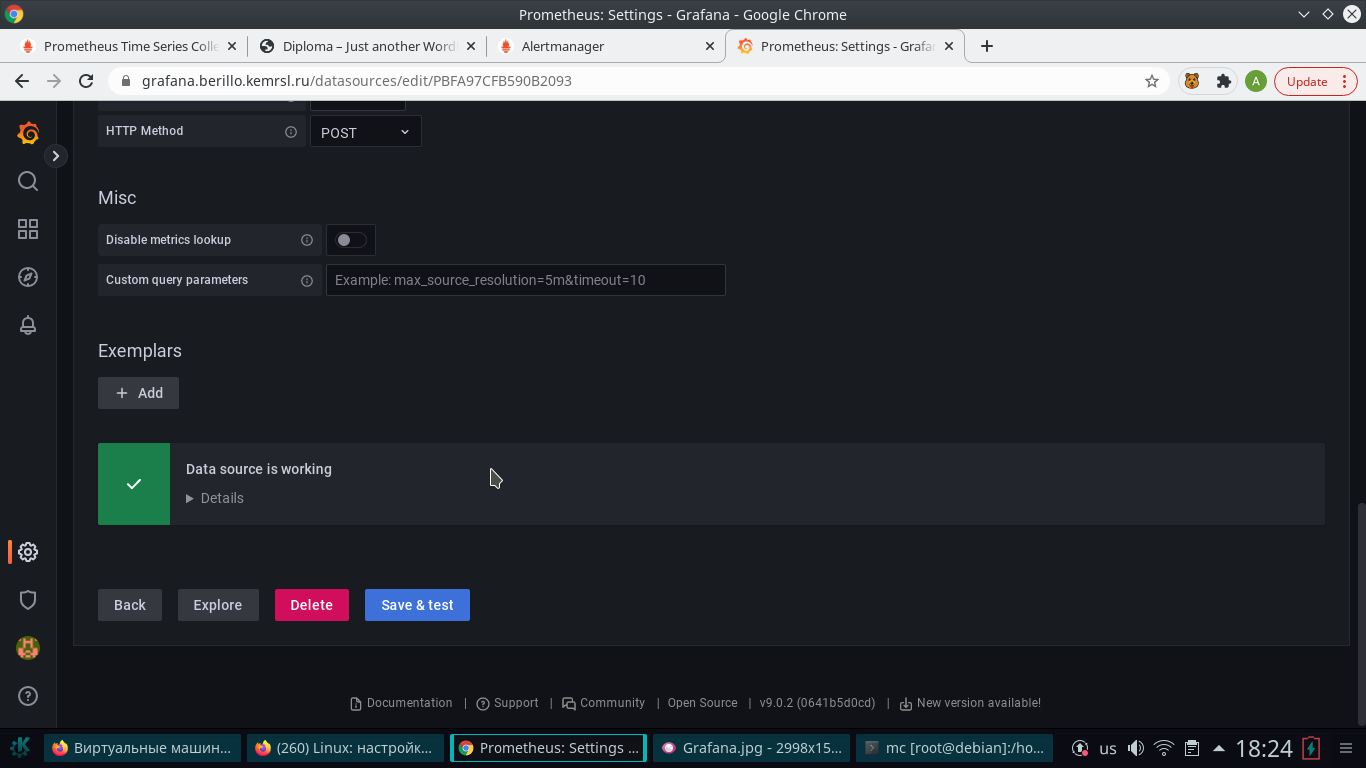 Prometheus: Settings - Grafana - Google Chrome
Prometheus Time Series Colle
Diploma – Just another Word
Alertmanager
Prometheus: Settings - Grafa
grafana.berillo.kemrsl.ru/datasources/edit/PBFA97CFB590B2093
A
Update
HTTP Method
POST
Misc
Disable metrics lookup
Custom query parameters
Example: max_source_resolution=5m&timeout=10
Exemplars
Add
Data source is working
Details
Back
Explore
Delete
Save & test
Documentation | Support | Community | Open Source | v9.0.2 (0641b5d0cd) | New version available!
Виртуальные машин...
(260) Linux: настройк...
Prometheus: Settings ...
Grafana.jpg - 2998x15...
mc [root@debian]:/ho...
us
18:24